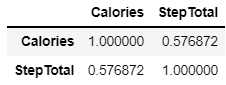 Calories StepTotal
Calories 1.000000 0.576872
StepTotal 0.576872 1.000000